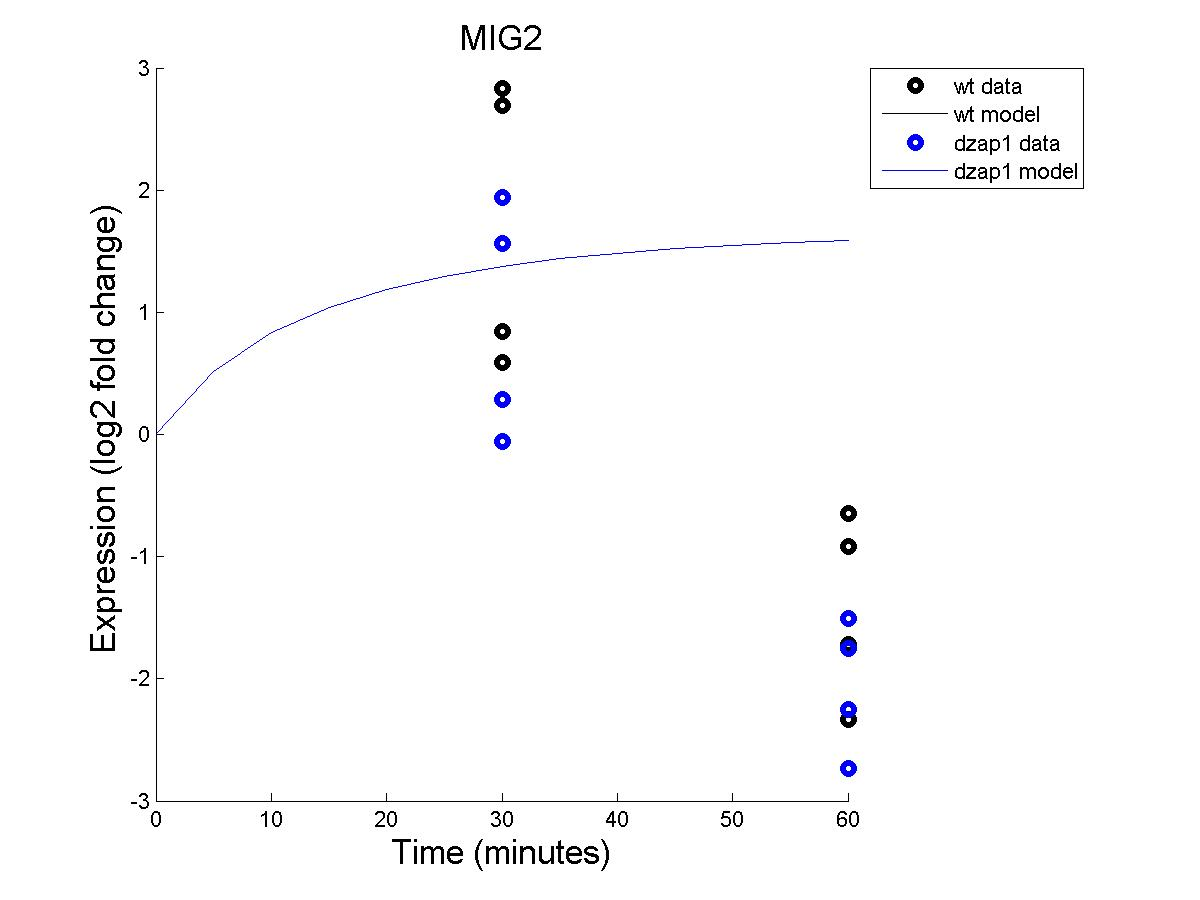 MIG2
3
2
1
0
-1
-2
-3
Expression (log2 fold change)
0 10 20 30 40 50 60
Time (minutes)
wt data
wt model
dzap1 data
dzap1 model